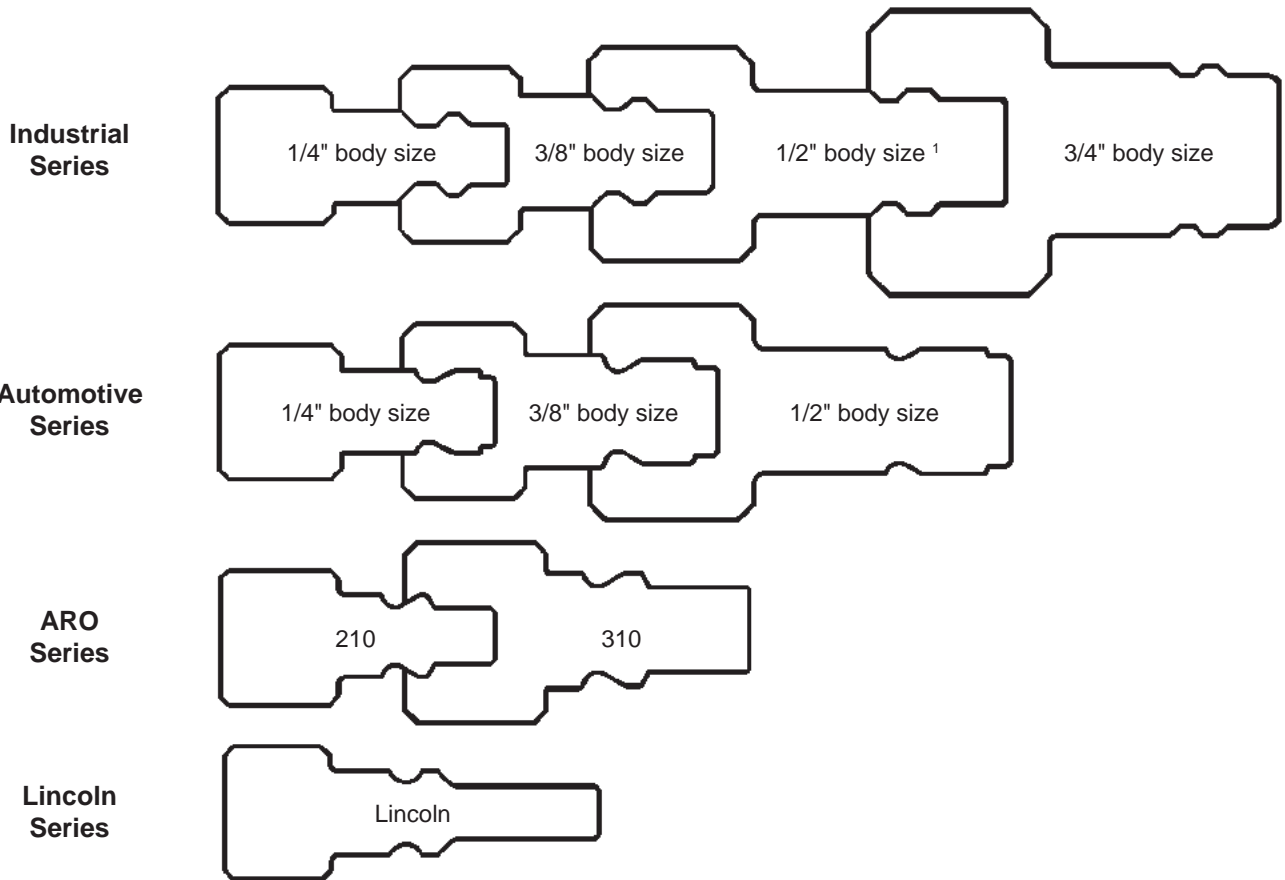 Industrial
Series
1/4" body size
3/8" body size
1/2" body size ¹
3/4" body size
Automotive
Series
1/4" body size
3/8" body size
1/2" body size
ARO
Series
210
310
Lincoln
Series
Lincoln